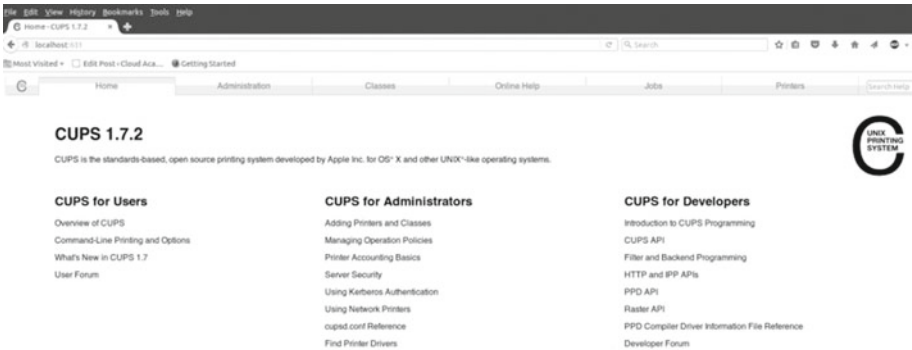 File Edit View History Bookmarks Tools Help
Home - CUPS 1.7.2
localhost:631
Search
Most Visited Edit Post ‹ Cloud Aca... Getting Started
Home Administration Classes Online Help Jobs Printers Search Help
CUPS 1.7.2
UNIX
PRINTING
SYSTEM
CUPS is the standards-based, open source printing system developed by Apple Inc. for OS® X and other UNIX®-like operating systems.
CUPS for Users
Overview of CUPS
Command-Line Printing and Options
What's New in CUPS 1.7
User Forum
CUPS for Administrators
Adding Printers and Classes
Managing Operation Policies
Printer Accounting Basics
Server Security
Using Kerberos Authentication
Using Network Printers
cupsd.conf Reference
Find Printer Drivers
CUPS for Developers
Introduction to CUPS Programming
CUPS API
Filter and Backend Programming
HTTP and IPP APIs
PPD API
Raster API
PPD Compiler Driver Information File Reference
Developer Forum